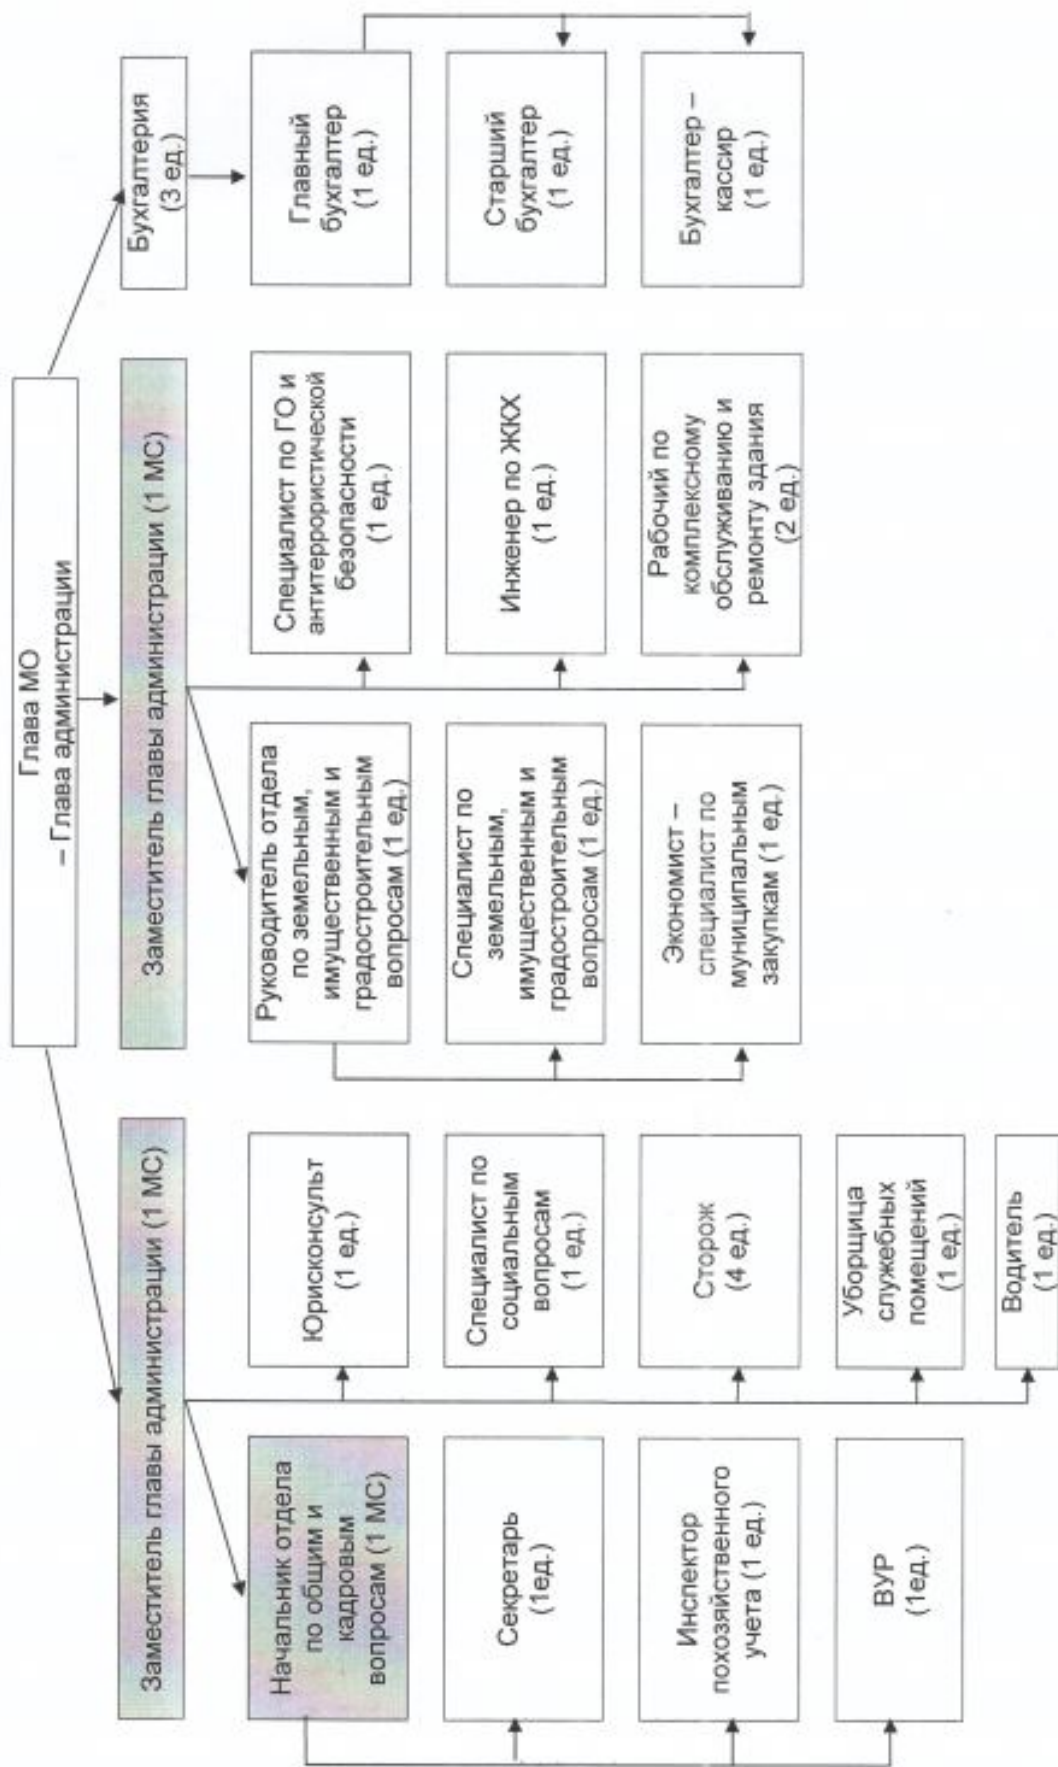 Глава МО
– Глава администрации
Заместитель главы администрации (1 МС)
Заместитель главы администрации (1 МС)
Бухгалтерия
(3 ед.)
Начальник отдела
по общим и
кадровым
вопросам (1 МС)
Юрисконсульт
(1 ед.)
Руководитель отдела
по земельным,
имущественным и
градостроительным
вопросам (1 ед.)
Специалист по ГО и
антитеррористической
безопасности
(1 ед.)
Главный
бухгалтер
(1 ед.)
Секретарь
(1ед.)
Специалист по
социальным
вопросам
(1 ед.)
Специалист по
земельным,
имущественным и
градостроительным
вопросам (1 ед.)
Инженер по ЖКХ
(1 ед.)
Старший
бухгалтер
(1 ед.)
Инспектор
похозяйственного
учета (1 ед.)
Сторож
(4 ед.)
Экономист –
специалист по
муниципальным
закупкам (1 ед.)
Рабочий по
комплексному
обслуживанию и
ремонту здания
(2 ед.)
Бухгалтер –
кассир
(1 ед.)
ВУР
(1ед.)
Уборщица
служебных
помещений
(1 ед.)
Водитель
(1 ед.)